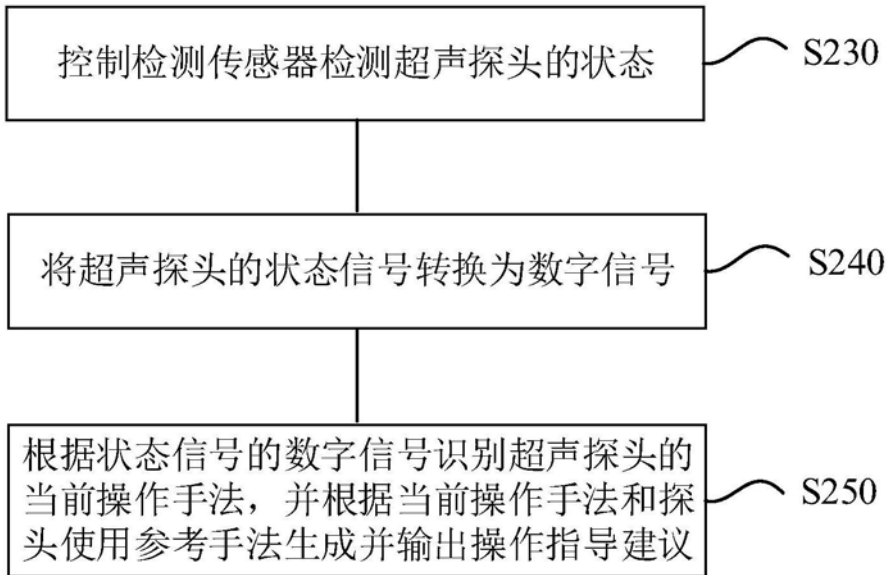 控制检测传感器检测超声探头的状态
S230
将超声探头的状态信号转换为数字信号
S240
根据状态信号的数字信号识别超声探头的
当前操作手法，并根据当前操作手法和探
头使用参考手法生成并输出操作指导建议
S250